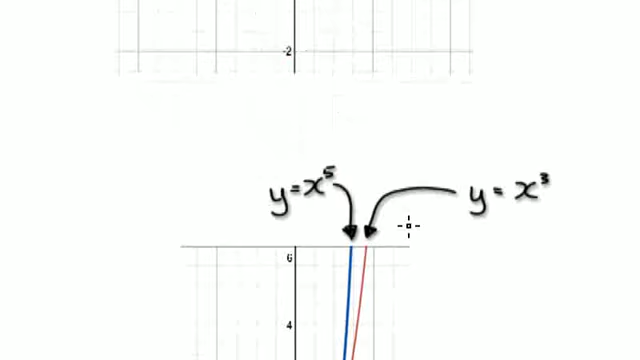 -2
y = x⁵
y = x³
6
4